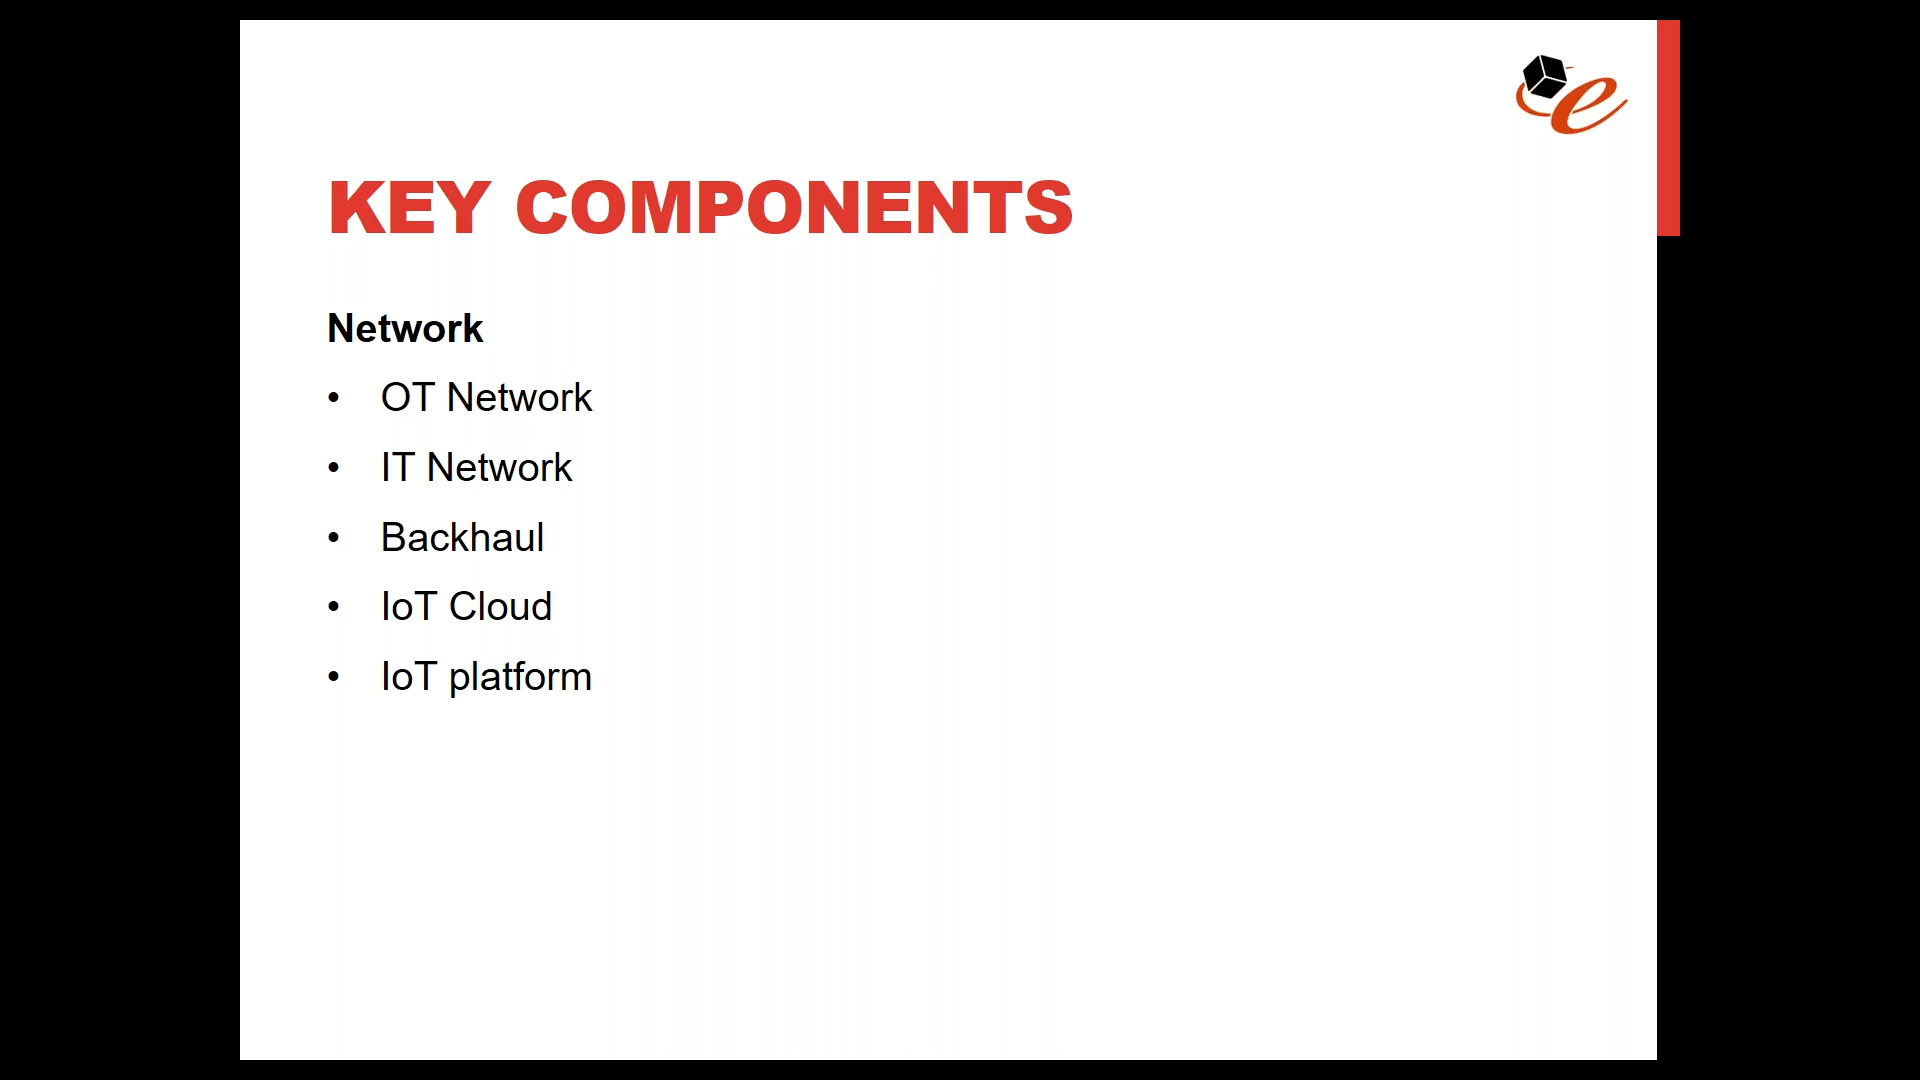 KEY COMPONENTS
Network
• OT Network
• IT Network
• Backhaul
• IoT Cloud
• IoT platform
e